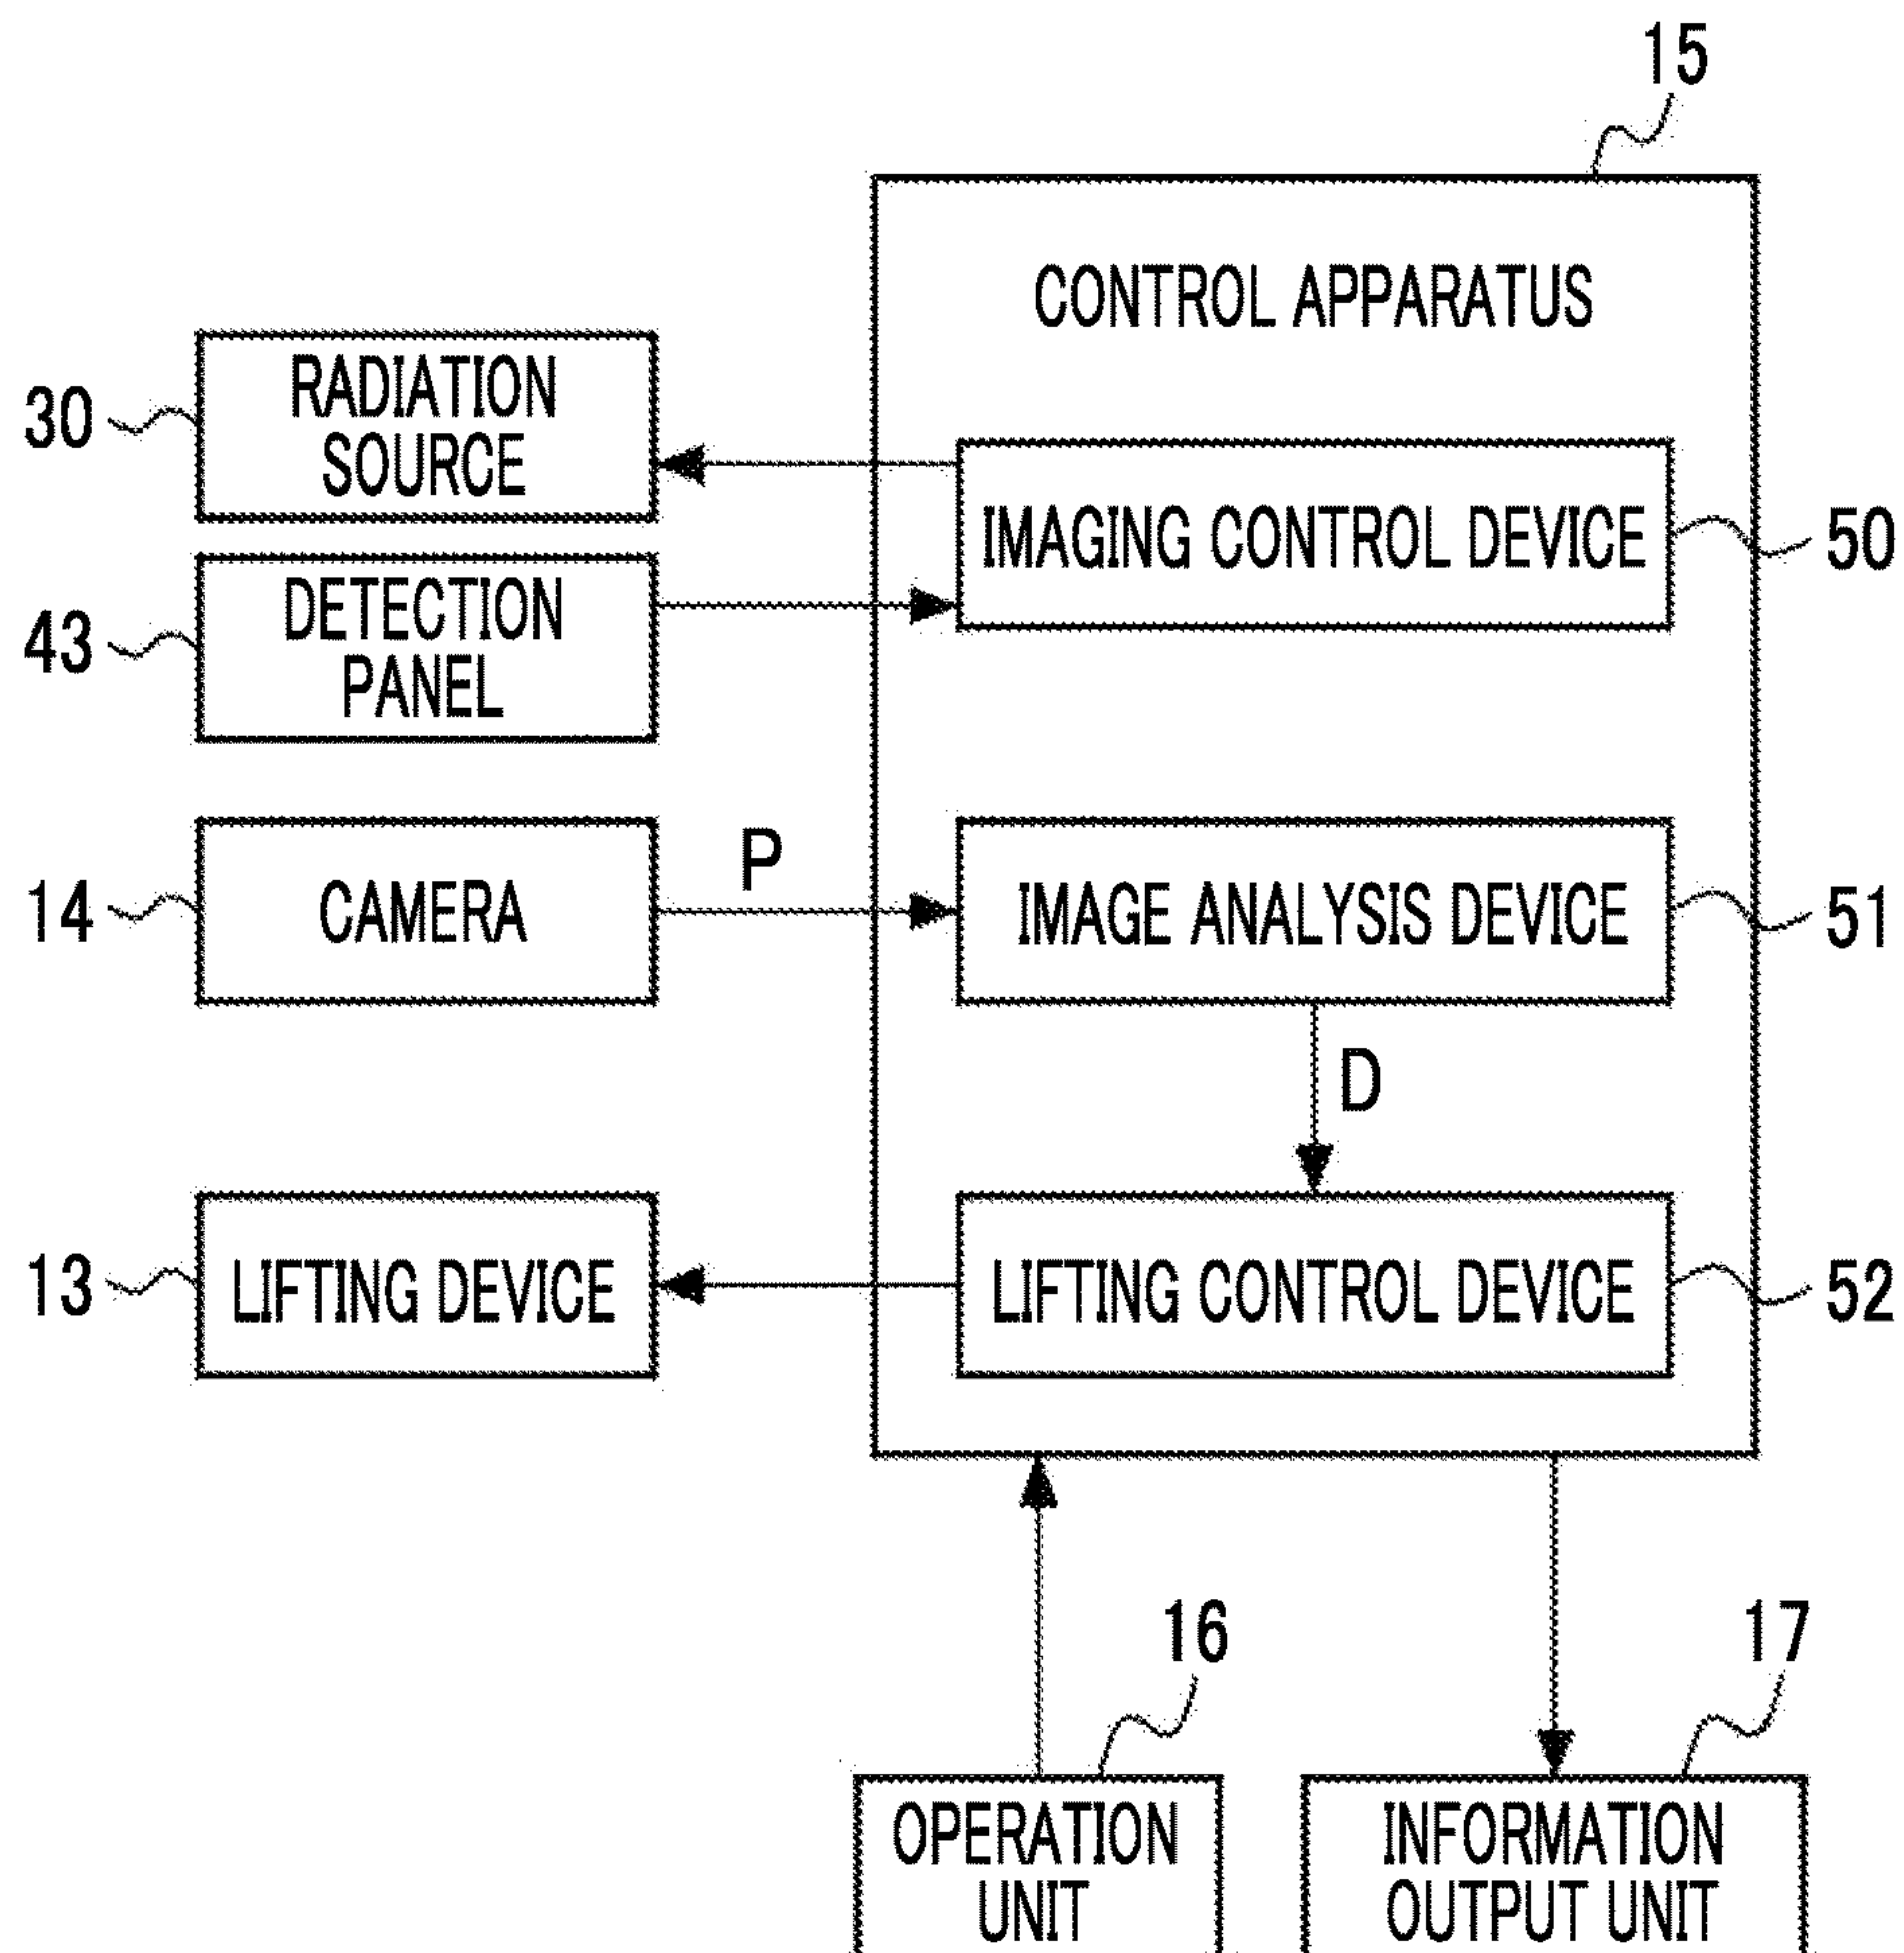 15
CONTROL APPARATUS
30
RADIATION
SOURCE
IMAGING CONTROL DEVICE
50
43
DETECTION
PANEL
14
CAMERA
P
IMAGE ANALYSIS DEVICE
51
D
13
LIFTING DEVICE
LIFTING CONTROL DEVICE
52
16
17
OPERATION
UNIT
INFORMATION
OUTPUT UNIT